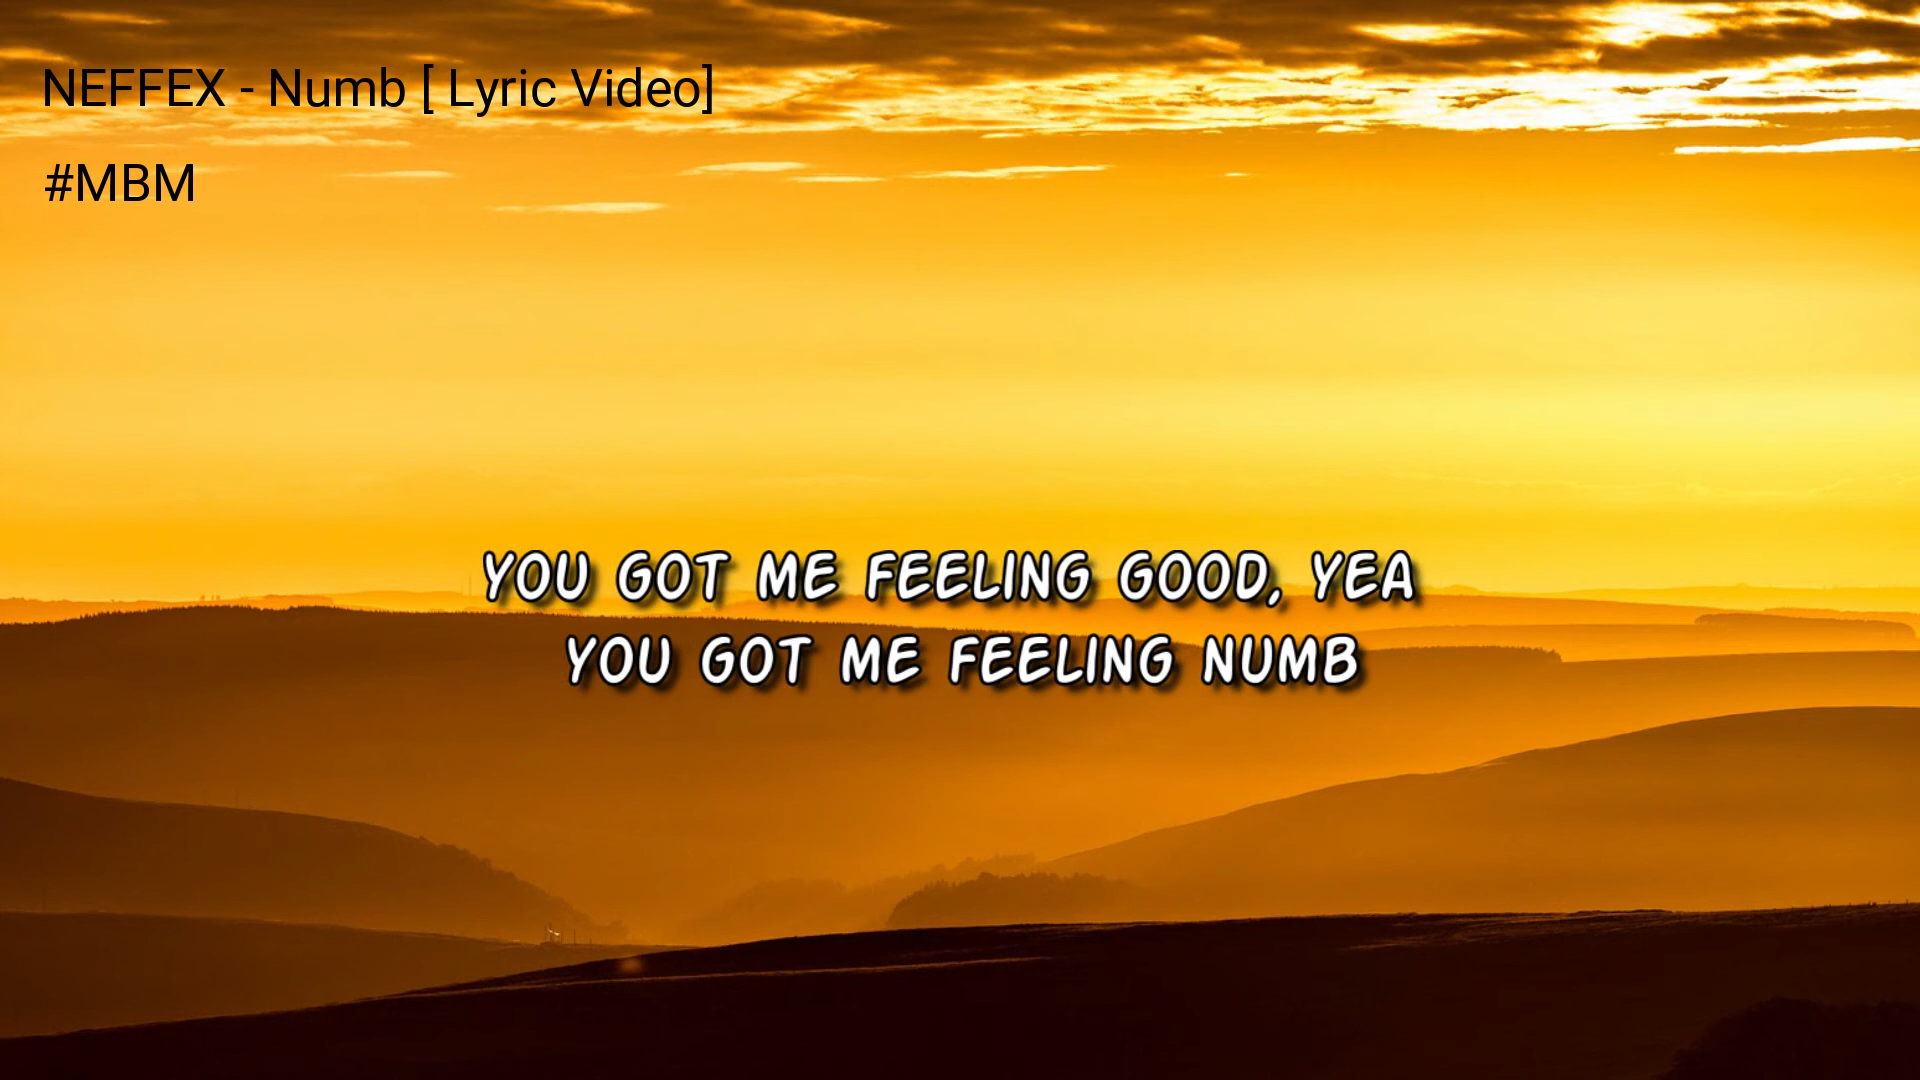 NEFFEX - Numb [ Lyric Video]
#MBM
YOU GOT ME FEELING GOOD, YEA
YOU GOT ME FEELING NUMB